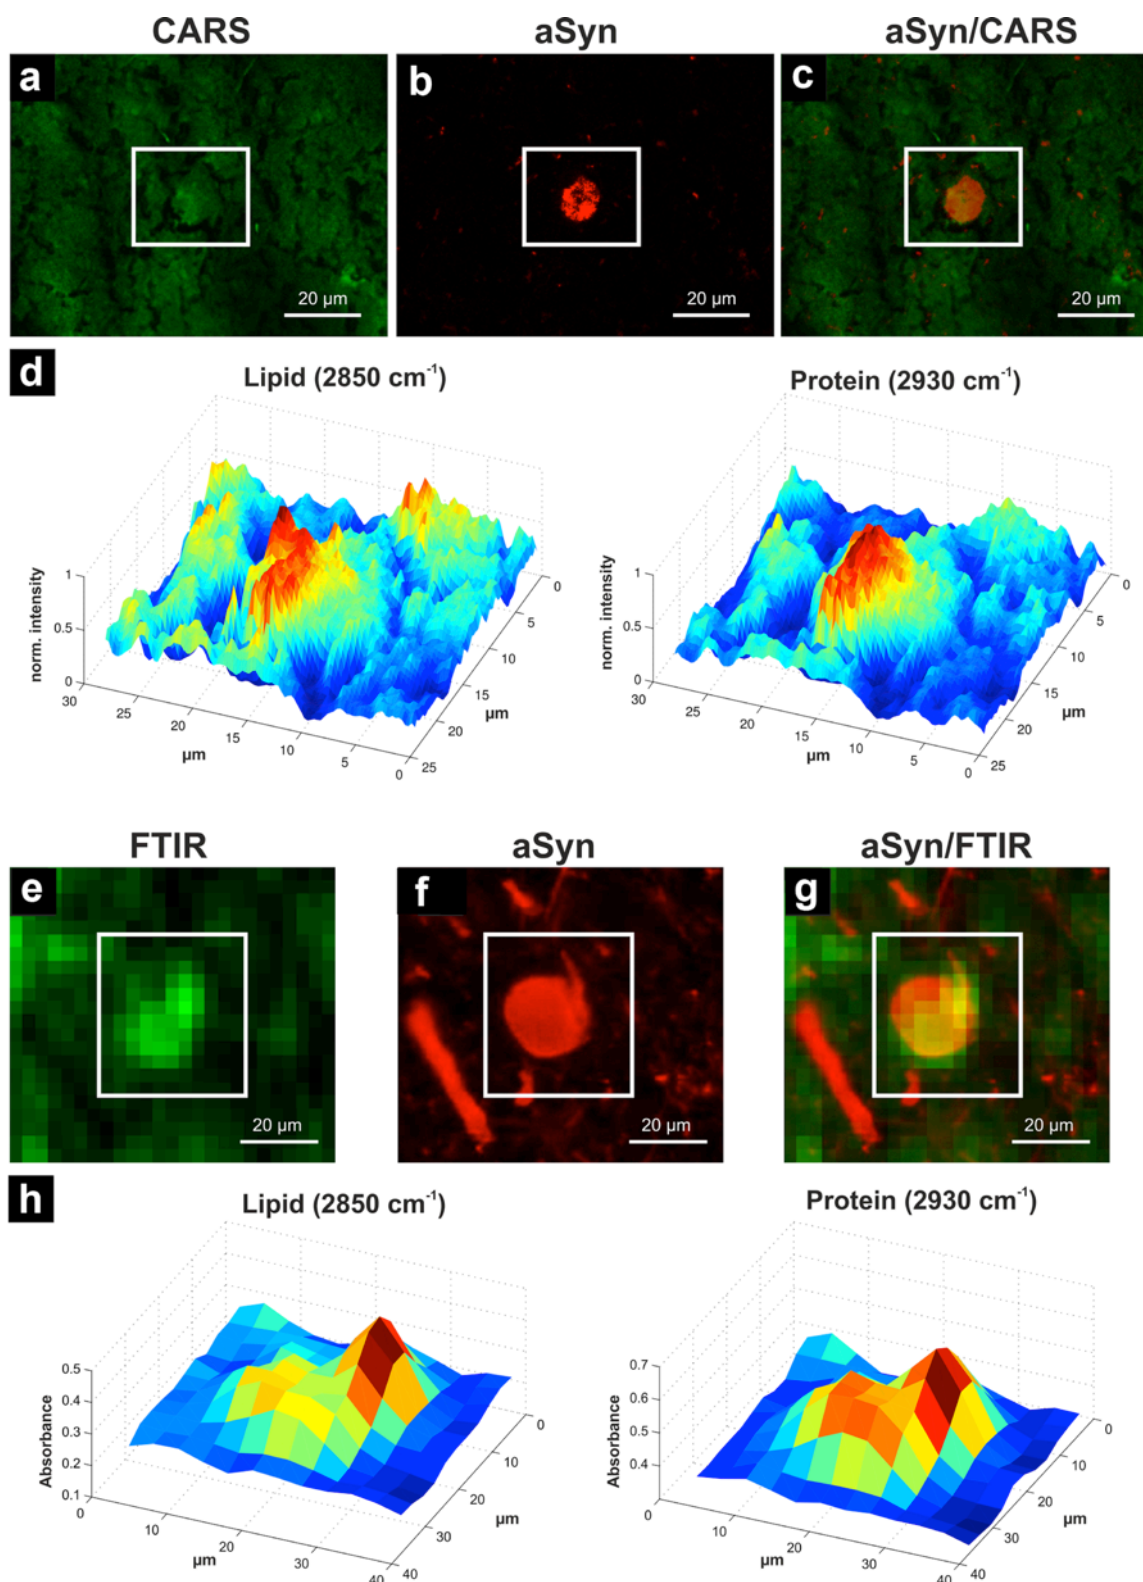 CARS aSyn aSyn/CARS
a b c
20 µm 20 µm 20 µm
d
Lipid (2850 cm⁻¹) Protein (2930 cm⁻¹)
norm. intensity
1
0.5
0
30 25 20 15 10 5 0
µm
0 5 10 15 20 25
µm
norm. intensity
1
0.5
0
30 25 20 15 10 5 0
µm
0 5 10 15 20 25
µm
FTIR aSyn aSyn/FTIR
e f g
20 µm 20 µm 20 µm
h
Lipid (2850 cm⁻¹) Protein (2930 cm⁻¹)
Absorbance
0.5
0.4
0.3
0.2
0.1
0 10 20 30 40
µm
0 10 20 30 40
µm
Absorbance
0.7
0.6
0.5
0.4
0 10 20 30 40
µm
0 10 20 30 40
µm